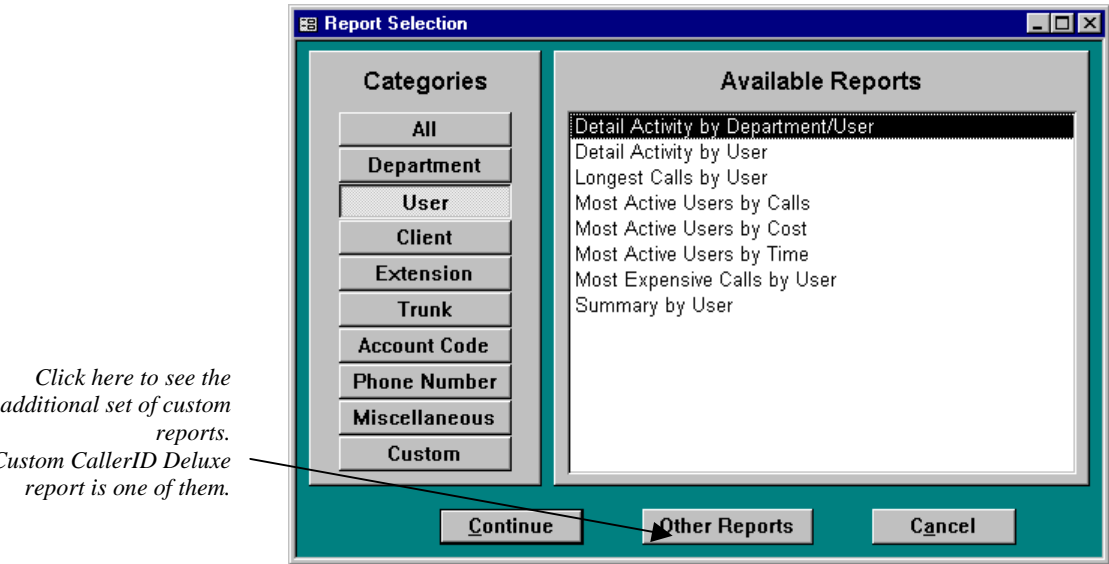 Report Selection
Categories
All
Department
User
Client
Extension
Trunk
Account Code
Phone Number
Miscellaneous
Custom
Available Reports
Detail Activity by Department/User
Detail Activity by User
Longest Calls by User
Most Active Users by Calls
Most Active Users by Cost
Most Active Users by Time
Most Expensive Calls by User
Summary by User
Continue
Other Reports
Cancel
Click here to see the
additional set of custom
reports.
Custom CallerID Deluxe
report is one of them.